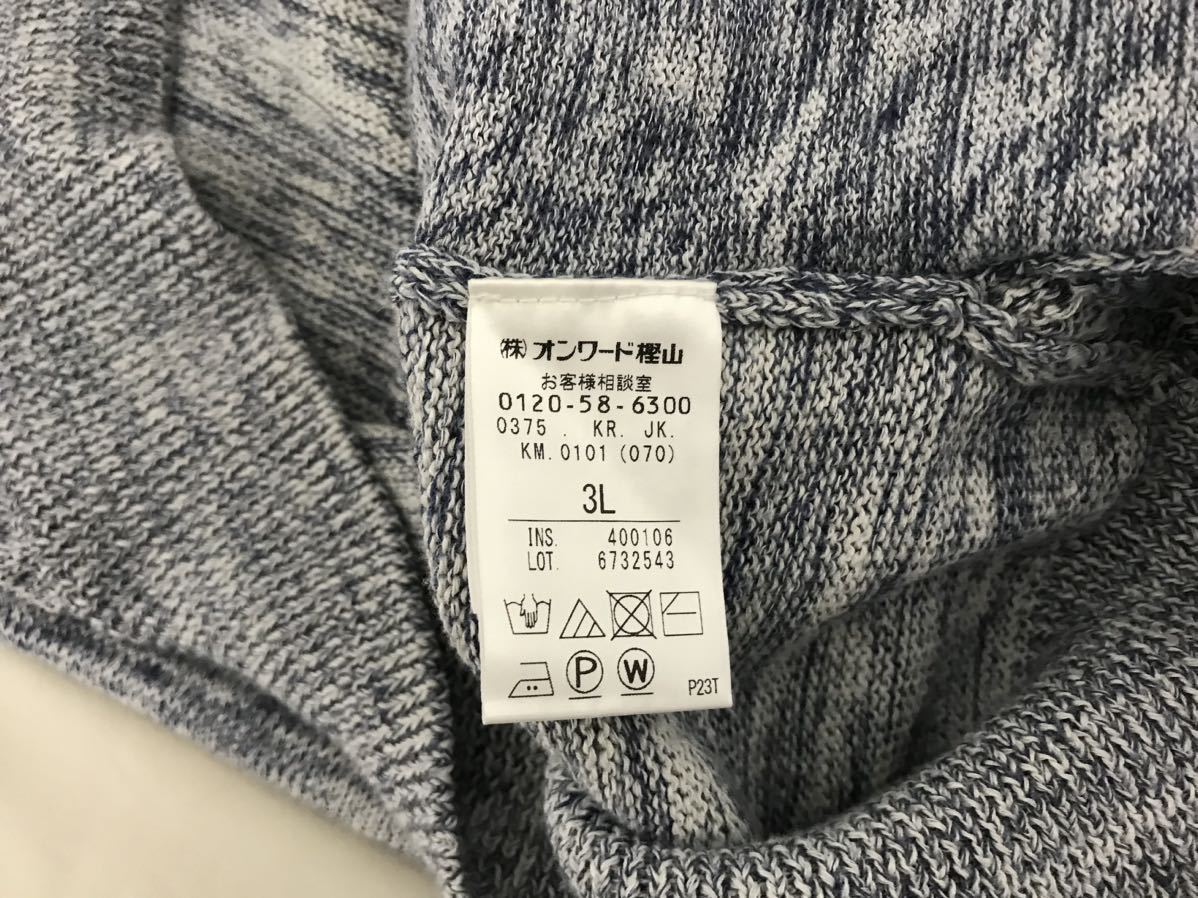 (株)オンワード樫山
お客様相談室
0120-58-6300
0375 . KR. JK.
KM.0101(070)
3L
INS. 400106
LOT. 6732543
P W
P23T